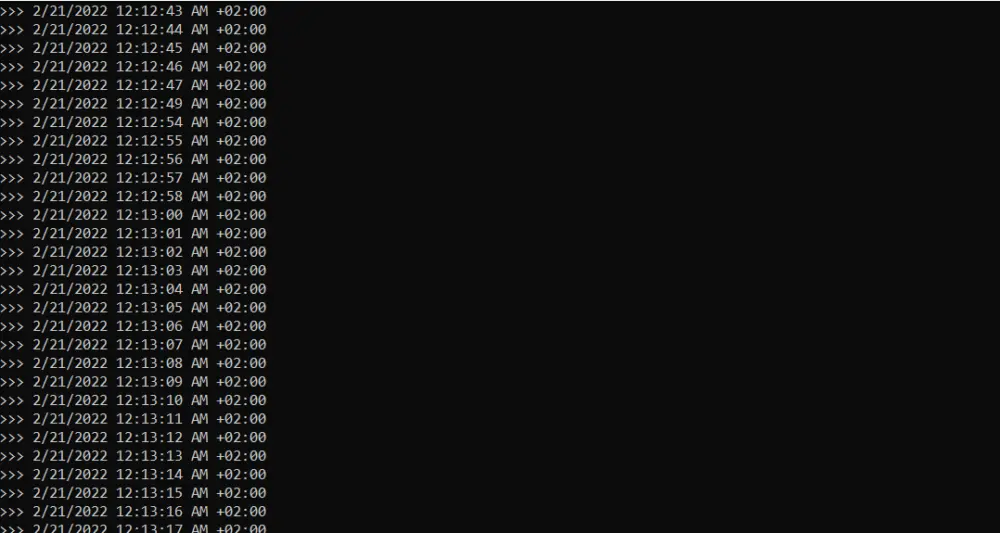 >>> 2/21/2022 12:12:43 AM +02:00
>>> 2/21/2022 12:12:44 AM +02:00
>>> 2/21/2022 12:12:45 AM +02:00
>>> 2/21/2022 12:12:46 AM +02:00
>>> 2/21/2022 12:12:47 AM +02:00
>>> 2/21/2022 12:12:49 AM +02:00
>>> 2/21/2022 12:12:54 AM +02:00
>>> 2/21/2022 12:12:55 AM +02:00
>>> 2/21/2022 12:12:56 AM +02:00
>>> 2/21/2022 12:12:57 AM +02:00
>>> 2/21/2022 12:12:58 AM +02:00
>>> 2/21/2022 12:13:00 AM +02:00
>>> 2/21/2022 12:13:01 AM +02:00
>>> 2/21/2022 12:13:02 AM +02:00
>>> 2/21/2022 12:13:03 AM +02:00
>>> 2/21/2022 12:13:04 AM +02:00
>>> 2/21/2022 12:13:05 AM +02:00
>>> 2/21/2022 12:13:06 AM +02:00
>>> 2/21/2022 12:13:07 AM +02:00
>>> 2/21/2022 12:13:08 AM +02:00
>>> 2/21/2022 12:13:09 AM +02:00
>>> 2/21/2022 12:13:10 AM +02:00
>>> 2/21/2022 12:13:11 AM +02:00
>>> 2/21/2022 12:13:12 AM +02:00
>>> 2/21/2022 12:13:13 AM +02:00
>>> 2/21/2022 12:13:14 AM +02:00
>>> 2/21/2022 12:13:15 AM +02:00
>>> 2/21/2022 12:13:16 AM +02:00
>>> 2/21/2022 12:13:17 AM +02:00